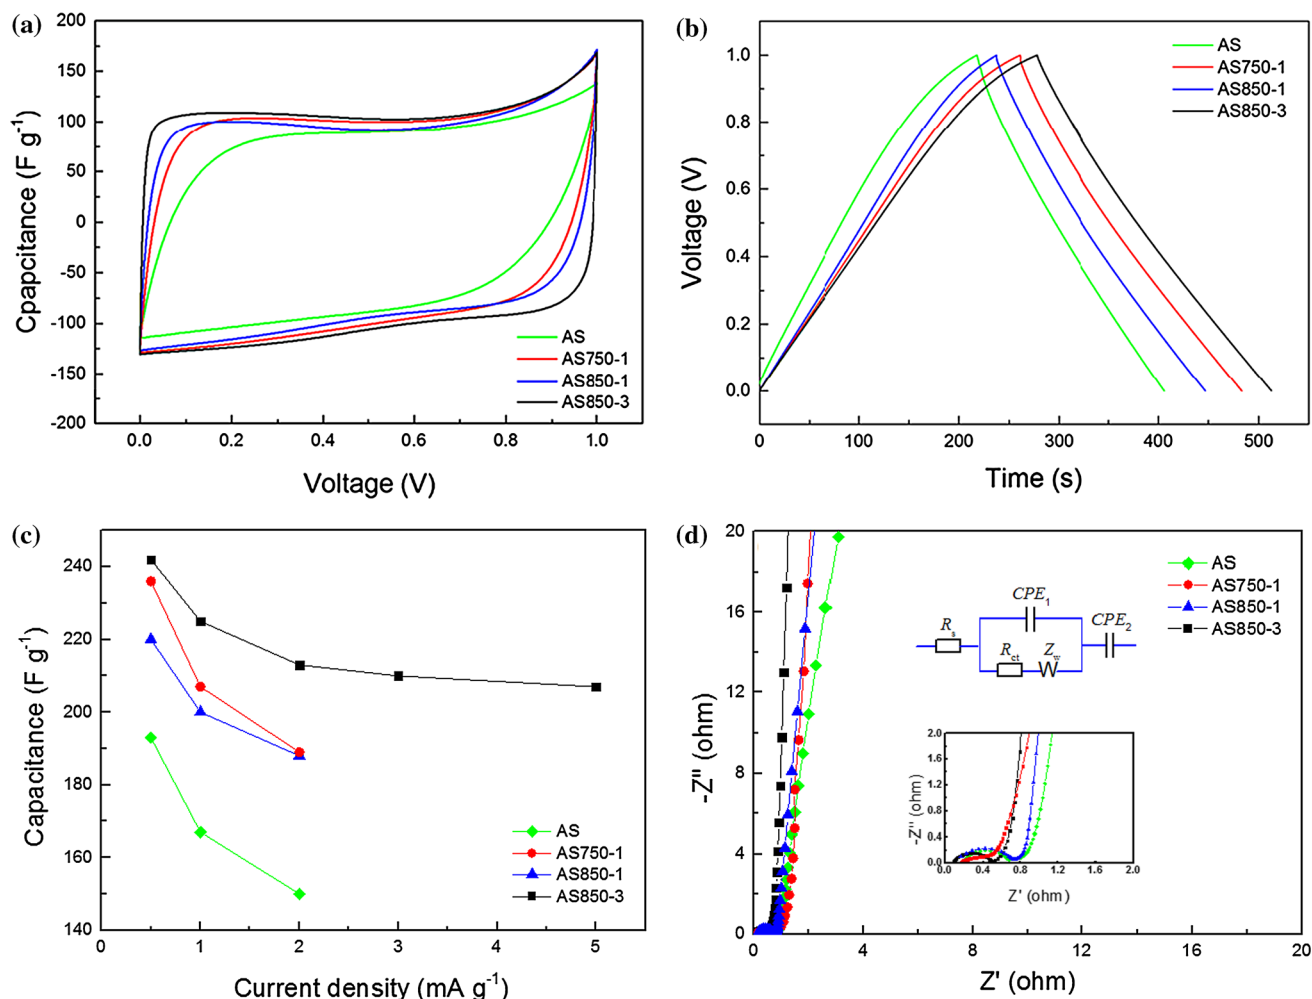 (a)
200
150
100
50
0
-50
-100
-150
-200
Cpapcitance (F g-1)
0.0 0.2 0.4 0.6 0.8 1.0
Voltage (V)
AS
AS750-1
AS850-1
AS850-3
(b)
1.0
0.8
0.6
0.4
0.2
0.0
Voltage (V)
0 100 200 300 400 500
Time (s)
AS
AS750-1
AS850-1
AS850-3
(c)
240
220
200
180
160
140
Capacitance (F g-1)
0 1 2 3 4 5
Current density (mA g-1)
AS
AS750-1
AS850-1
AS850-3
(d)
20
16
12
8
4
0
-Z'' (ohm)
0 4 8 12 16 20
Z' (ohm)
AS
AS750-1
AS850-1
AS850-3
CPE1
CPE2
Rs
Rct
Zw
2.0
1.6
1.2
0.8
0.4
0.0
-Z'' (ohm)
0.0 0.4 0.8 1.2 1.6 2.0
Z' (ohm)